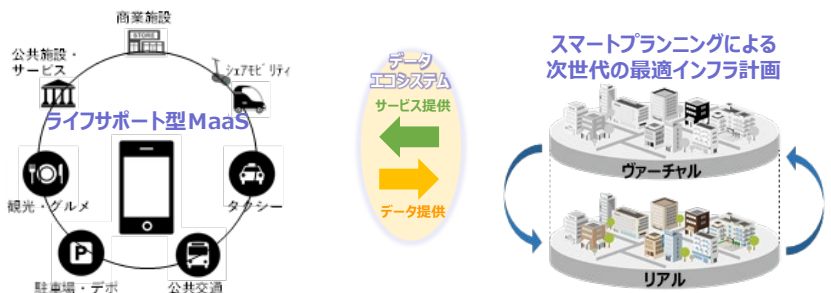 商業施設
STORE
公共施設・
サービス
シェアモビリティ
ライフサポート型MaaS
観光・グルメ
タクシー
P
駐車場・デポ
公共交通
データ
エコシステム
サービス提供
データ提供
スマートプランニングによる
次世代の最適インフラ計画
ヴァーチャル
リアル